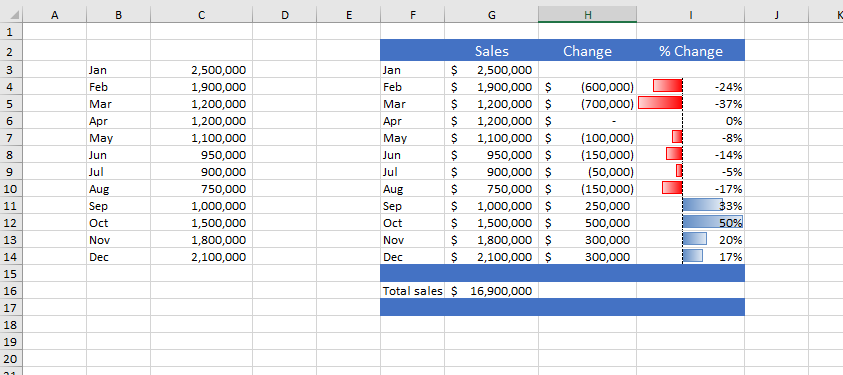 A B C D E F G H I J K
1
2 Sales Change % Change
3 Jan 2,500,000 Jan $ 2,500,000
4 Feb 1,900,000 Feb $ 1,900,000 $ (600,000) -24%
5 Mar 1,200,000 Mar $ 1,200,000 $ (700,000) -37%
6 Apr 1,200,000 Apr $ 1,200,000 $ - 0%
7 May 1,100,000 May $ 1,100,000 $ (100,000) -8%
8 Jun 950,000 Jun $ 950,000 $ (150,000) -14%
9 Jul 900,000 Jul $ 900,000 $ (50,000) -5%
10 Aug 750,000 Aug $ 750,000 $ (150,000) -17%
11 Sep 1,000,000 Sep $ 1,000,000 $ 250,000 33%
12 Oct 1,500,000 Oct $ 1,500,000 $ 500,000 50%
13 Nov 1,800,000 Nov $ 1,800,000 $ 300,000 20%
14 Dec 2,100,000 Dec $ 2,100,000 $ 300,000 17%
15
16 Total sales $ 16,900,000
17
18
19
20
21